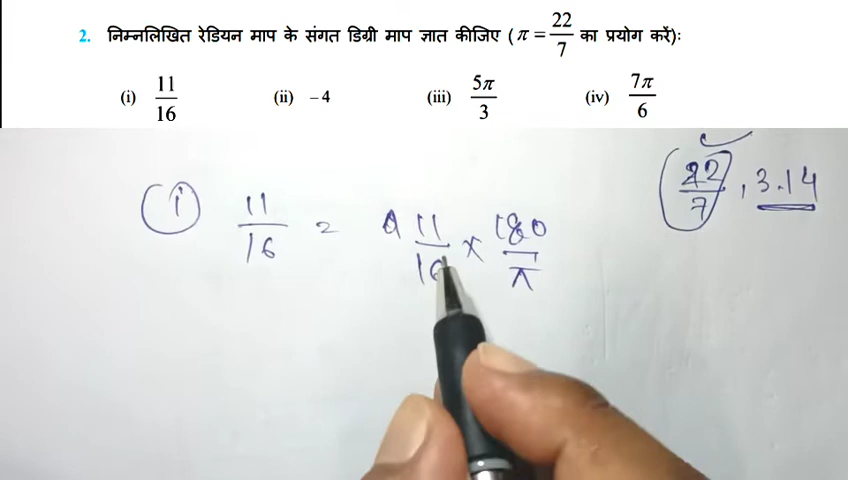 2. निम्नलिखित रेडियन माप के संगत डिग्री माप ज्ञात कीजिए ( π = 22/7 का प्रयोग करें):
(i) 11/16 (ii) – 4 (iii) 5π/3 (iv) 7π/6
22/7 , 3.14
(i) 11/16 = 11/16 × 180/π